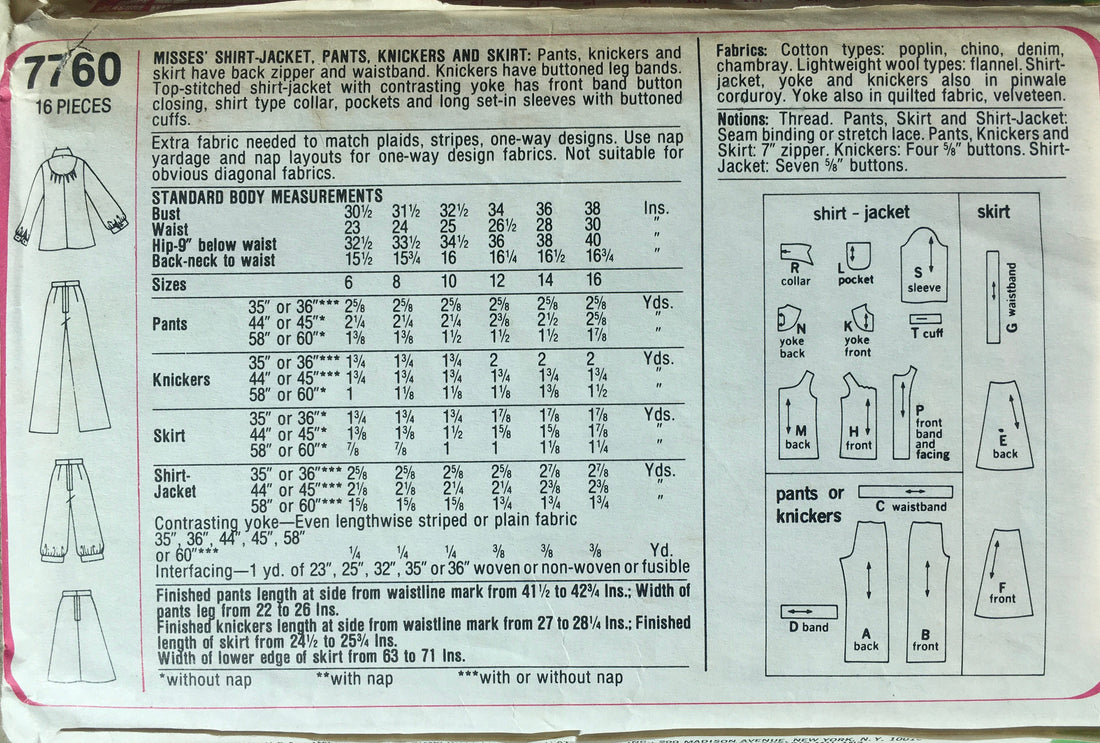 7760
16 PIECES
MISSES' SHIRT-JACKET, PANTS, KNICKERS AND SKIRT: Pants, knickers and
skirt have back zipper and waistband. Knickers have buttoned leg bands.
Top-stitched shirt-jacket with contrasting yoke has front band button
closing, shirt type collar, pockets and long set-in sleeves with buttoned
cuffs.
Extra fabric needed to match plaids, stripes, one-way designs. Use nap
yardage and nap layouts for one-way design fabrics. Not suitable for
obvious diagonal fabrics.
STANDARD BODY MEASUREMENTS
Bust 30½ 31½ 32½ 34 36 38 Ins.
Waist 23 24 25 26½ 28 30 "
Hip-9" below waist 32½ 33½ 34½ 36 38 40 "
Back-neck to waist 15½ 15¾ 16 16¼ 16½ 16¾ "
Sizes 6 8 10 12 14 16
Pants 35" or 36"*** 2⅝ 2⅝ 2⅝ 2⅝ 2⅝ 2⅝ Yds.
44" or 45"* 2¼ 2¼ 2¼ 2⅜ 2½ 2⅝ "
58" or 60"* 1⅜ 1⅜ 1½ 1½ 1½ 1⅞ "
Knickers 35" or 36"*** 1¾ 1¾ 1¾ 2 2 2 Yds.
44" or 45"*** 1¾ 1¾ 1¾ 1¾ 1¾ 1¾ "
58" or 60"* 1 1⅛ 1⅛ 1⅛ 1⅜ 1½ "
Skirt 35" or 36"* 1¾ 1¾ 1¾ 1⅞ 1⅞ 1⅞ Yds.
44" or 45"* 1⅜ 1⅜ 1½ 1⅝ 1⅝ 1⅞ "
58" or 60"* ⅞ ⅞ 1 1 1⅛ 1¼ "
Shirt-Jacket 35" or 36"*** 2⅝ 2⅝ 2⅝ 2⅝ 2⅞ 2⅞ Yds.
44" or 45"*** 2⅛ 2⅛ 2¼ 2¼ 2⅜ 2⅜ "
58" or 60"*** 1⅝ 1⅝ 1⅝ 1¾ 1¾ 1¾ "
Contrasting yoke—Even lengthwise striped or plain fabric
35", 36", 44", 45", 58"
or 60"*** ¼ ¼ ¼ ⅜ ⅜ ⅜ Yd.
Interfacing—1 yd. of 23", 25", 32", 35" or 36" woven or non-woven or fusible
Finished pants length at side from waistline mark from 41½ to 42¾ Ins.; Width of
pants leg from 22 to 26 Ins.
Finished knickers length at side from waistline mark from 27 to 28¼ Ins.; Finished
length of skirt from 24½ to 25¾ Ins.
Width of lower edge of skirt from 63 to 71 Ins.
*without nap **with nap ***with or without nap
Fabrics: Cotton types: poplin, chino, denim,
chambray. Lightweight wool types: flannel. Shirt-
jacket, yoke and knickers also in pinwale
corduroy. Yoke also in quilted fabric, velveteen.
Notions: Thread. Pants, Skirt and Shirt-Jacket:
Seam binding or stretch lace. Pants, Knickers and
Skirt: 7" zipper. Knickers: Four ⅝" buttons. Shirt-
Jacket: Seven ⅝" buttons.
shirt - jacket
R
collar
L
pocket
S
sleeve
N
yoke
back
K
yoke
front
T cuff
M
back
H
front
P
front
band
and
facing
skirt
G waistband
E
back
F
front
pants or
knickers
C waistband
D band
A
back
B
front
200 MADISON AVENUE, NEW YORK, N.Y.